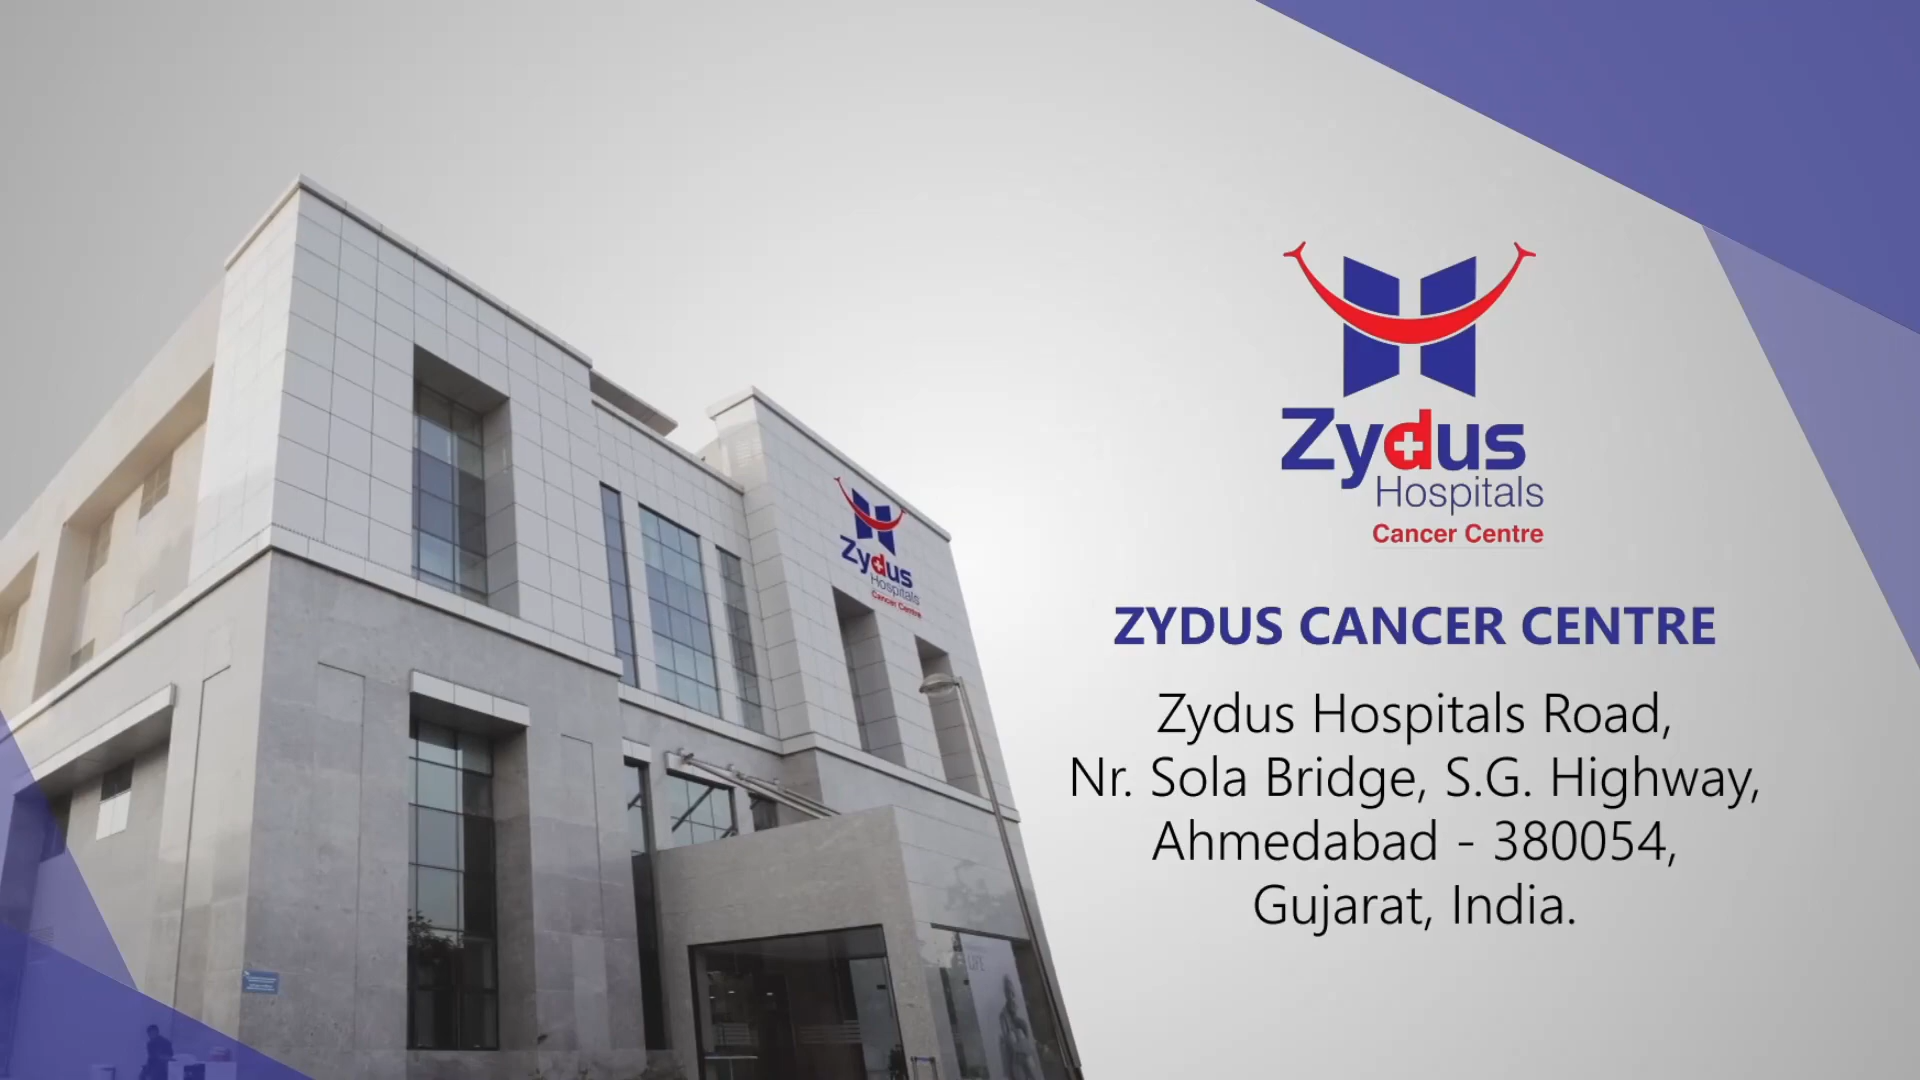 Zydus
Hospitals
Cancer Centre
Zydus
Hospitals
Cancer Centre
ZYDUS CANCER CENTRE
Zydus Hospitals Road,
Nr. Sola Bridge, S.G. Highway,
Ahmedabad - 380054,
Gujarat, India.